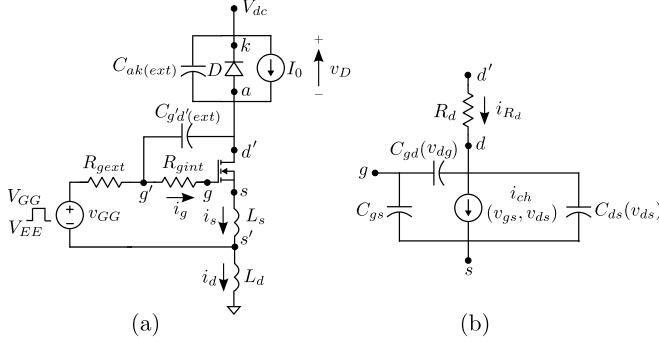 V_dc
k
C_ak(ext) D I_0 + v_D −
a
C_g'd'(ext)
d'
R_gext R_gint
g' g s
V_GG v_GG i_g i_s L_s
V_EE + −
s'
i_d L_d
(a)
d'
R_d i_Rd
d
C_gd(v_dg)
g
i_ch
C_gs (v_gs, v_ds) C_ds(v_ds)
s
(b)